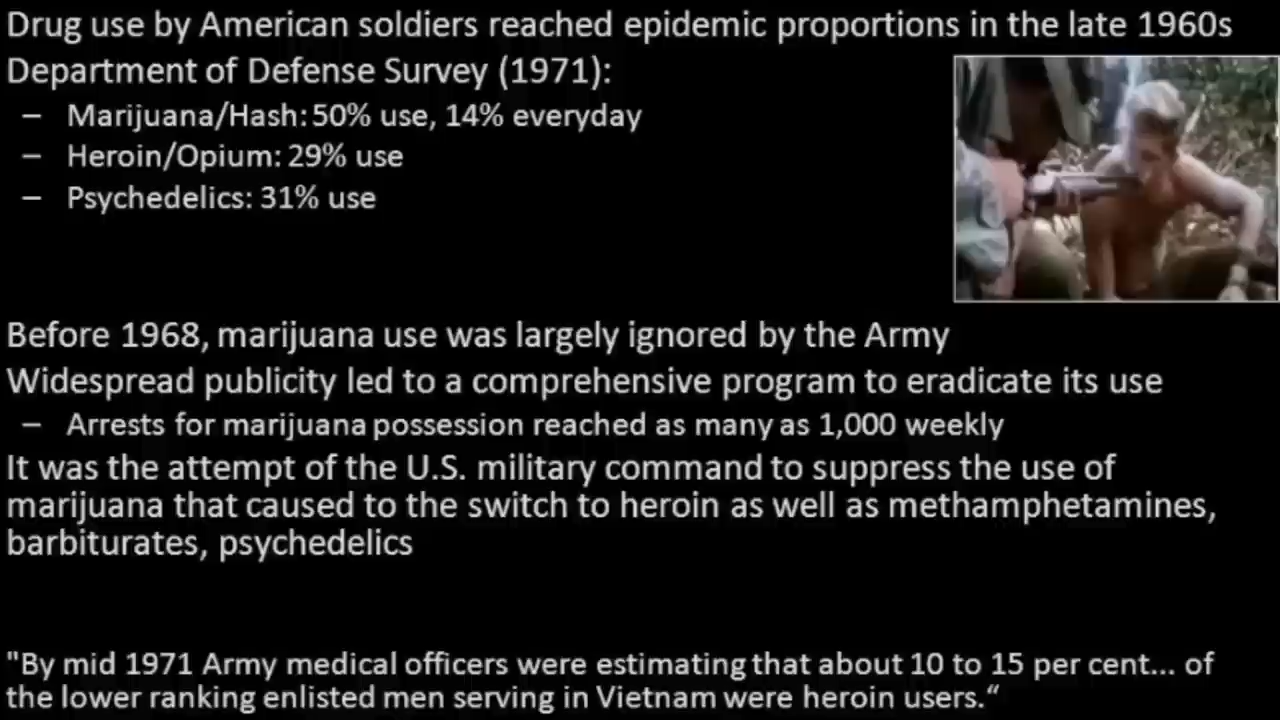 Drug use by American soldiers reached epidemic proportions in the late 1960s
Department of Defense Survey (1971):
– Marijuana/Hash: 50% use, 14% everyday
– Heroin/Opium: 29% use
– Psychedelics: 31% use
Before 1968, marijuana use was largely ignored by the Army
Widespread publicity led to a comprehensive program to eradicate its use
– Arrests for marijuana possession reached as many as 1,000 weekly
It was the attempt of the U.S. military command to suppress the use of
marijuana that caused to the switch to heroin as well as methamphetamines,
barbiturates, psychedelics
"By mid 1971 Army medical officers were estimating that about 10 to 15 per cent... of
the lower ranking enlisted men serving in Vietnam were heroin users.“